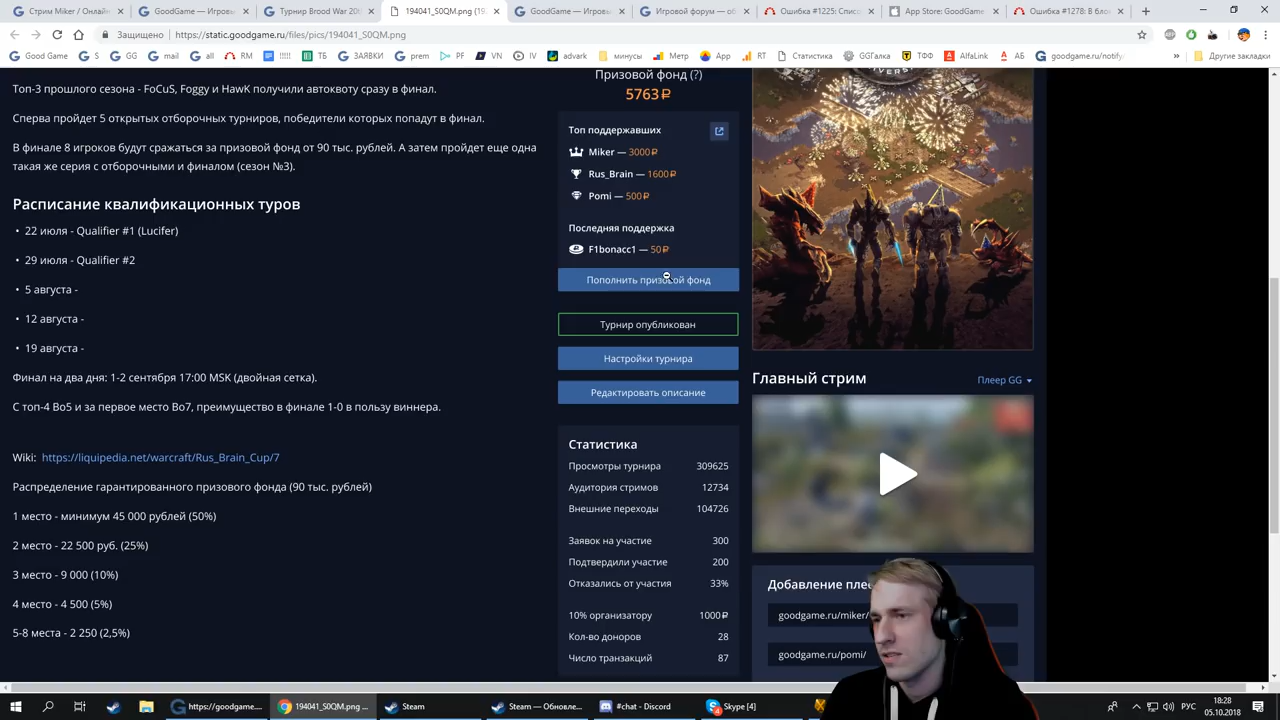 Стрим Miker / Онлайн
GoodGame.ru - П
Турнир Brood War 20
194041_S0QM.png (19
GoodGame.ru — 
Игровой форум – об
Ошибка #1225: Списо
App Store: GoodGam
Ошибка #1278: В бло
Защищено
https://static.goodgame.ru/files/pics/194041_S0QM.png
Good Game
GS
GG
mail
all
RM
!!!!!
ТБ
ЗАЯВКИ
prem
PF
VN
IV
advark
минусы
Метр
App
RT
Статистика
GGГалка
ТФФ
AlfaLink
АБ
goodgame.ru/notify
Другие закладки
Топ-3 прошлого сезона - FoCuS, Foggy и HawK получили автоквоту сразу в финал.
Сперва пройдет 5 открытых отборочных турниров, победители которых попадут в финал.
В финале 8 игроков будут сражаться за призовой фонд от 90 тыс. рублей. А затем пройдет еще одна
такая же серия с отборочными и финалом (сезон №3).
Расписание квалификационных туров
• 22 июля - Qualifier #1 (Lucifer)
• 29 июля - Qualifier #2
• 5 августа -
• 12 августа -
• 19 августа -
Финал на два дня: 1-2 сентября 17:00 MSK (двойная сетка).
С топ-4 Bo5 и за первое место Bo7, преимущество в финале 1-0 в пользу виннера.
Wiki: https://liquipedia.net/warcraft/Rus_Brain_Cup/7
Распределение гарантированного призового фонда (90 тыс. рублей)
1 место - минимум 45 000 рублей (50%)
2 место - 22 500 руб. (25%)
3 место - 9 000 (10%)
4 место - 4 500 (5%)
5-8 места - 2 250 (2,5%)
Призовой фонд (?)
5763₽
Топ поддержавших
Miker — 3000₽
Rus_Brain — 1600₽
Pomi — 500₽
Последняя поддержка
F1bonacc1 — 50₽
Пополнить призовой фонд
Турнир опубликован
Настройки турнира
Редактировать описание
Статистика
Просмотры турнира 309625
Аудитория стримов 12734
Внешние переходы 104726
Заявок на участие 300
Подтвердили участие 200
Отказались от участия 33%
10% организатору 1000₽
Кол-во доноров 28
Число транзакций 87
Главный стрим
Плеер GG
Добавление плее
goodgame.ru/miker/
goodgame.ru/pomi/
https://goodgame....
194041_S0QM.png ...
Steam
Steam — Обновле...
#chat - Discord
Skype [4]
РУС
18:28
05.10.2018